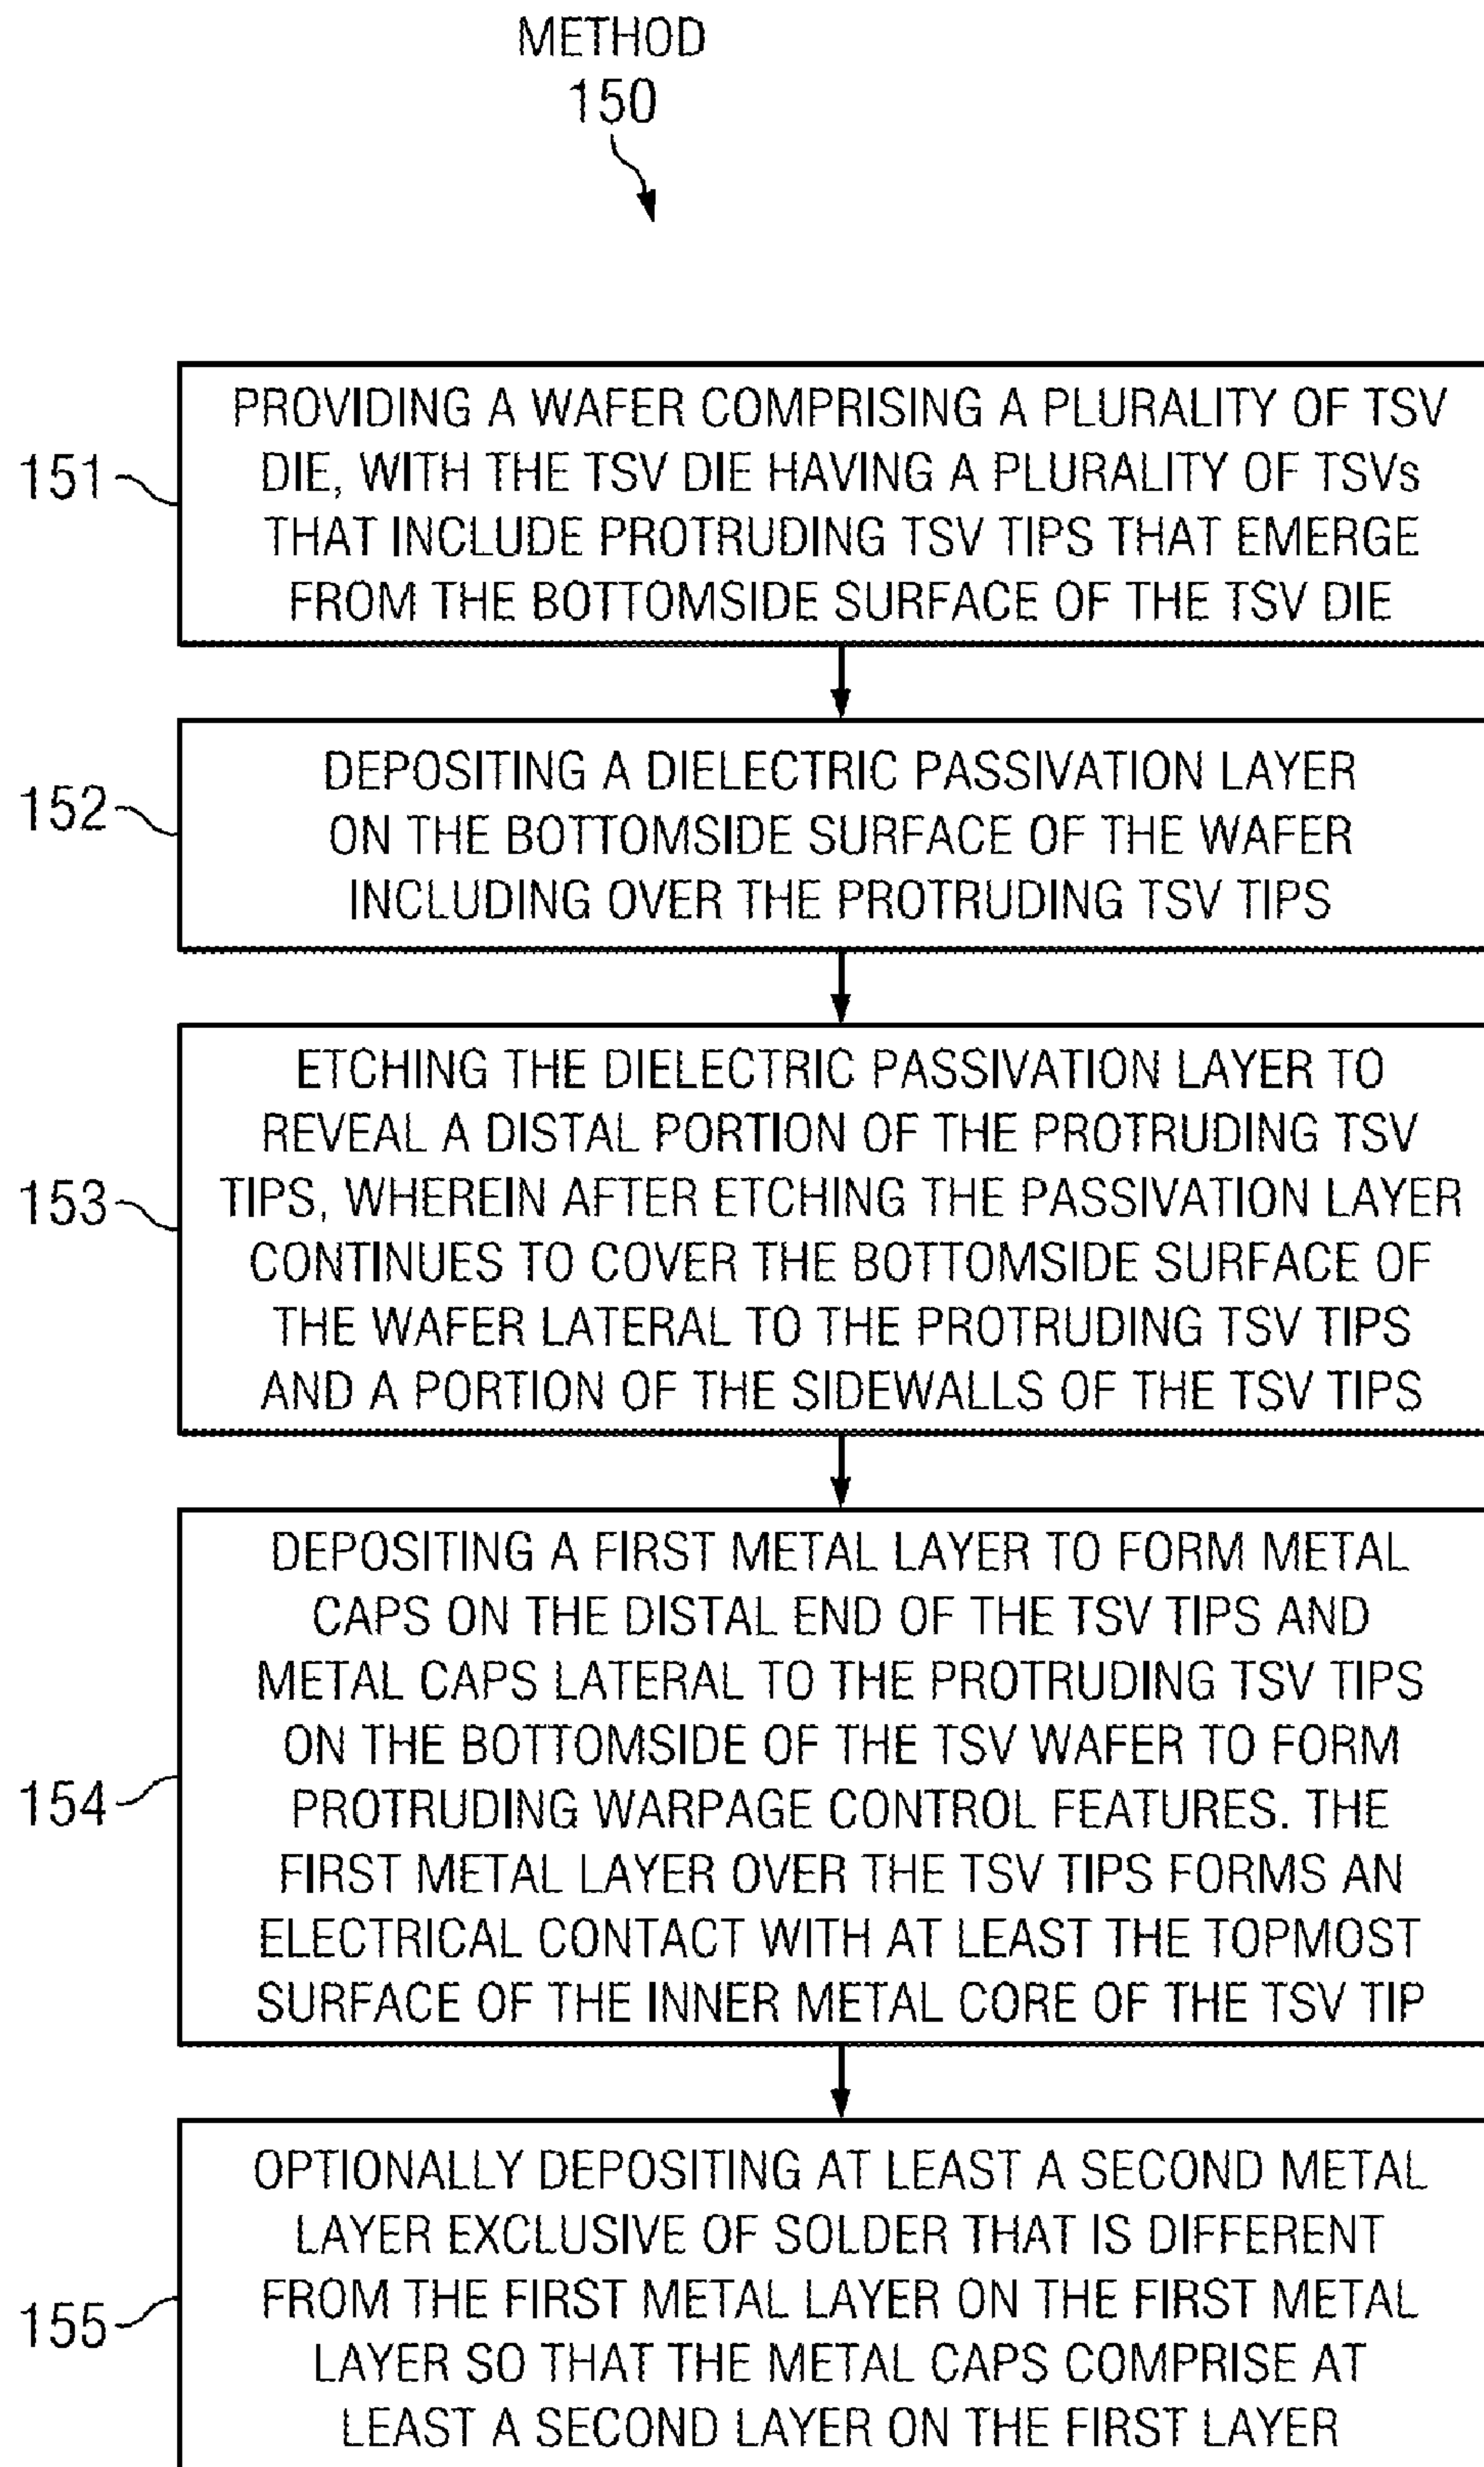 METHOD
150
151
PROVIDING A WAFER COMPRISING A PLURALITY OF TSV
DIE, WITH THE TSV DIE HAVING A PLURALITY OF TSVs
THAT INCLUDE PROTRUDING TSV TIPS THAT EMERGE
FROM THE BOTTOMSIDE SURFACE OF THE TSV DIE
152
DEPOSITING A DIELECTRIC PASSIVATION LAYER
ON THE BOTTOMSIDE SURFACE OF THE WAFER
INCLUDING OVER THE PROTRUDING TSV TIPS
153
ETCHING THE DIELECTRIC PASSIVATION LAYER TO
REVEAL A DISTAL PORTION OF THE PROTRUDING TSV
TIPS, WHEREIN AFTER ETCHING THE PASSIVATION LAYER
CONTINUES TO COVER THE BOTTOMSIDE SURFACE OF
THE WAFER LATERAL TO THE PROTRUDING TSV TIPS
AND A PORTION OF THE SIDEWALLS OF THE TSV TIPS
154
DEPOSITING A FIRST METAL LAYER TO FORM METAL
CAPS ON THE DISTAL END OF THE TSV TIPS AND
METAL CAPS LATERAL TO THE PROTRUDING TSV TIPS
ON THE BOTTOMSIDE OF THE TSV WAFER TO FORM
PROTRUDING WARPAGE CONTROL FEATURES. THE
FIRST METAL LAYER OVER THE TSV TIPS FORMS AN
ELECTRICAL CONTACT WITH AT LEAST THE TOPMOST
SURFACE OF THE INNER METAL CORE OF THE TSV TIP
155
OPTIONALLY DEPOSITING AT LEAST A SECOND METAL
LAYER EXCLUSIVE OF SOLDER THAT IS DIFFERENT
FROM THE FIRST METAL LAYER ON THE FIRST METAL
LAYER SO THAT THE METAL CAPS COMPRISE AT
LEAST A SECOND LAYER ON THE FIRST LAYER